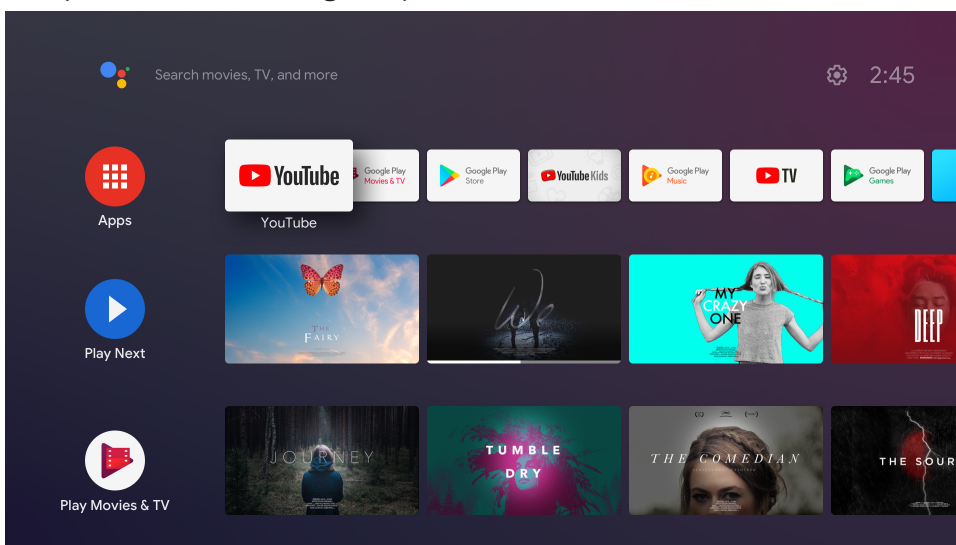 Search movies, TV, and more
2:45
YouTube
Google Play
Movies & TV
Google Play
Store
YouTube Kids
Google Play
Music
TV
Google Play
Games
Apps
YouTube
THE
FAIRY
We
MY
CRAZY
ONE
DEEP
Play Next
JOURNEY
TUMBLE
DRY
THE COMEDIAN
THE SOUR
Play Movies & TV